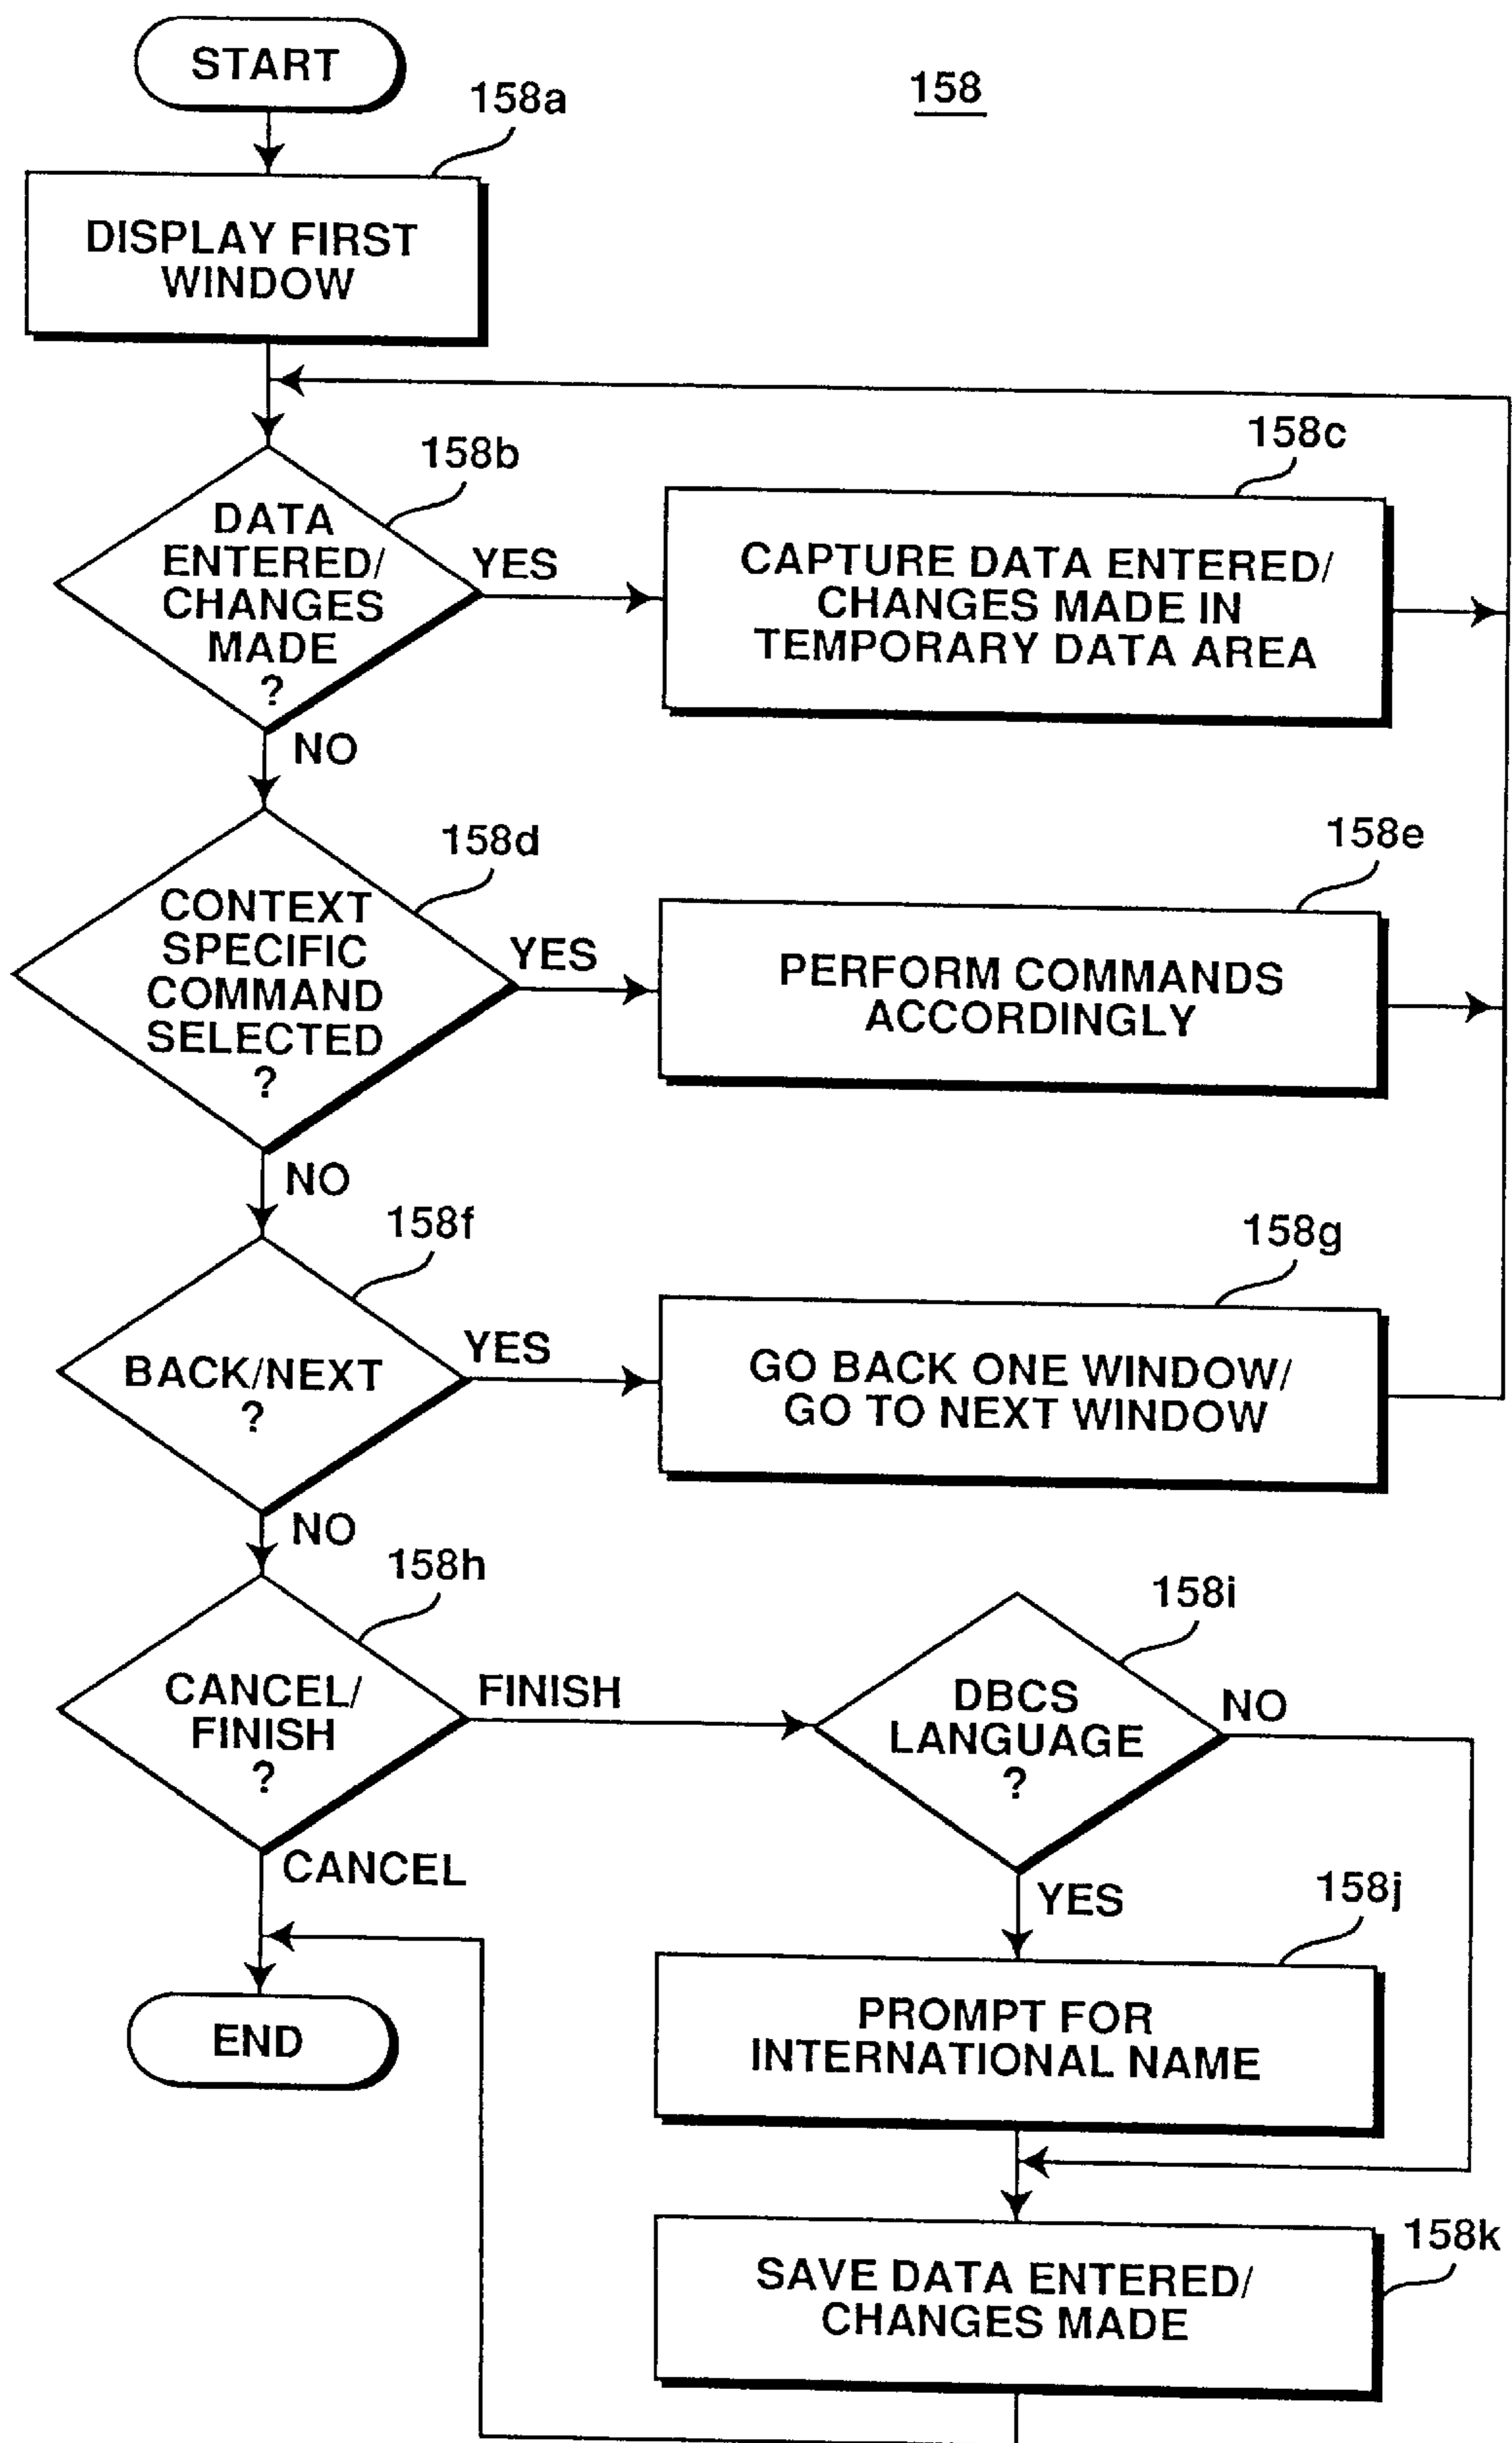 START
158
158a
DISPLAY FIRST
WINDOW
158b
DATA
ENTERED/
CHANGES
MADE
?
YES
158c
CAPTURE DATA ENTERED/
CHANGES MADE IN
TEMPORARY DATA AREA
NO
158d
CONTEXT
SPECIFIC
COMMAND
SELECTED
?
YES
158e
PERFORM COMMANDS
ACCORDINGLY
NO
158f
BACK/NEXT
?
YES
158g
GO BACK ONE WINDOW/
GO TO NEXT WINDOW
NO
158h
CANCEL/
FINISH
?
FINISH
158i
DBCS
LANGUAGE
?
NO
CANCEL
YES
158j
END
PROMPT FOR
INTERNATIONAL NAME
158k
SAVE DATA ENTERED/
CHANGES MADE